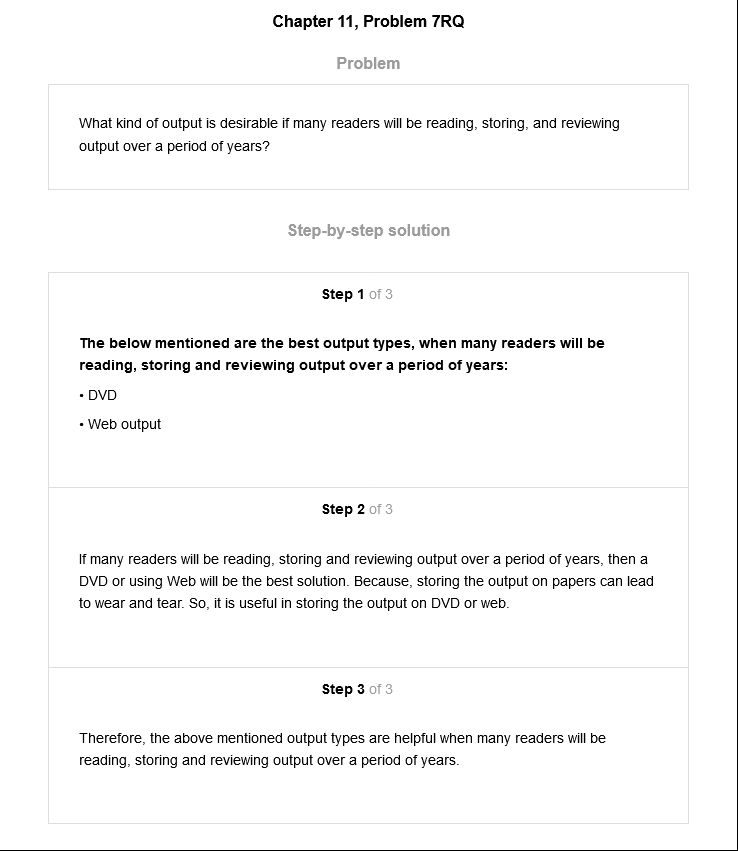 Chapter 11, Problem 7RQ
Problem
What kind of output is desirable if many readers will be reading, storing, and reviewing
output over a period of years?
Step-by-step solution
Step 1 of 3
The below mentioned are the best output types, when many readers will be
reading, storing and reviewing output over a period of years:
• DVD
• Web output
Step 2 of 3
If many readers will be reading, storing and reviewing output over a period of years, then a
DVD or using Web will be the best solution. Because, storing the output on papers can lead
to wear and tear. So, it is useful in storing the output on DVD or web.
Step 3 of 3
Therefore, the above mentioned output types are helpful when many readers will be
reading, storing and reviewing output over a period of years.